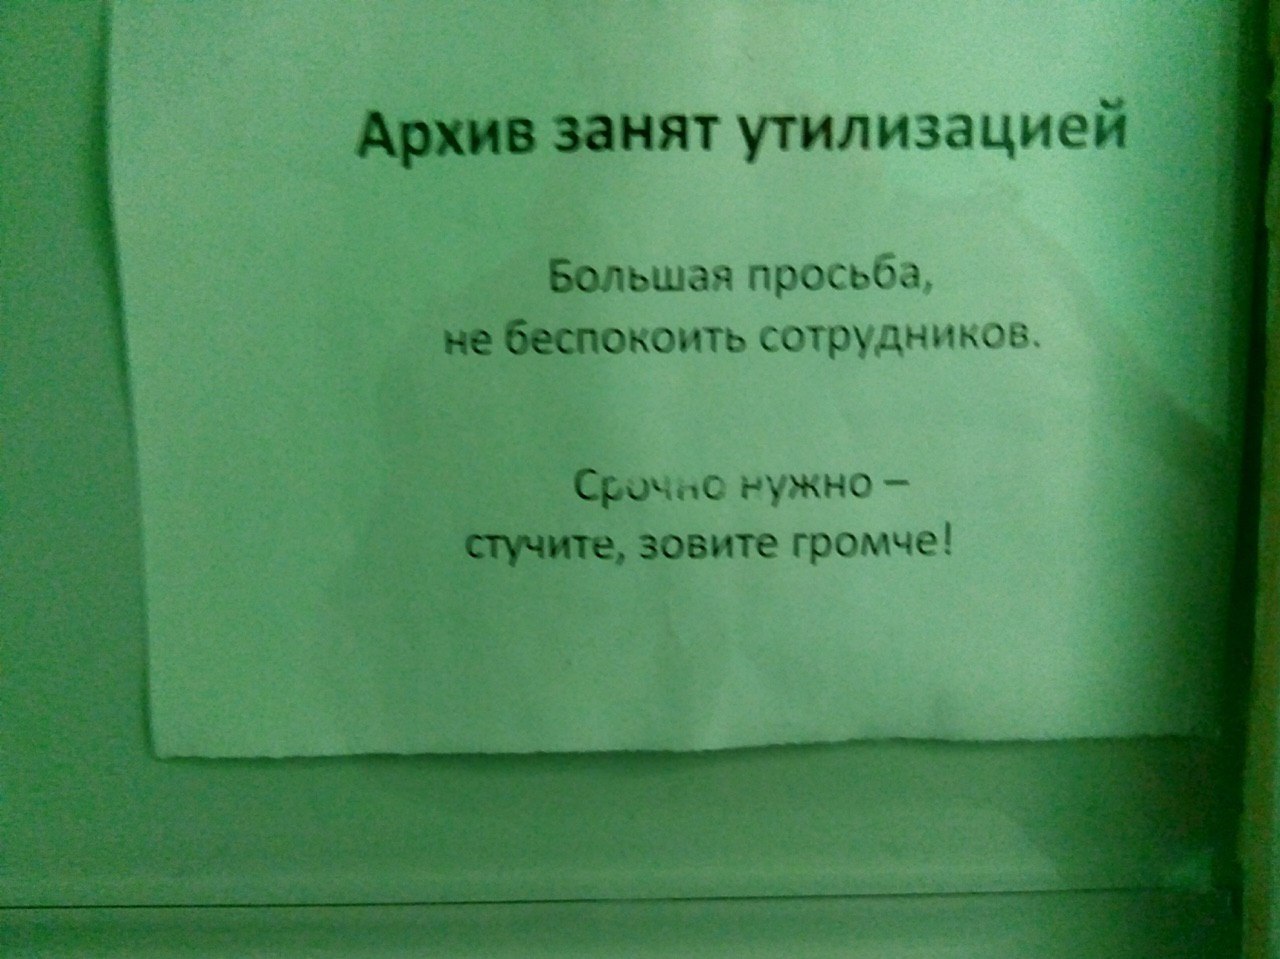 Архив занят утилизацией
Большая просьба,
не беспокоить сотрудников.
Срочно нужно –
стучите, зовите громче!